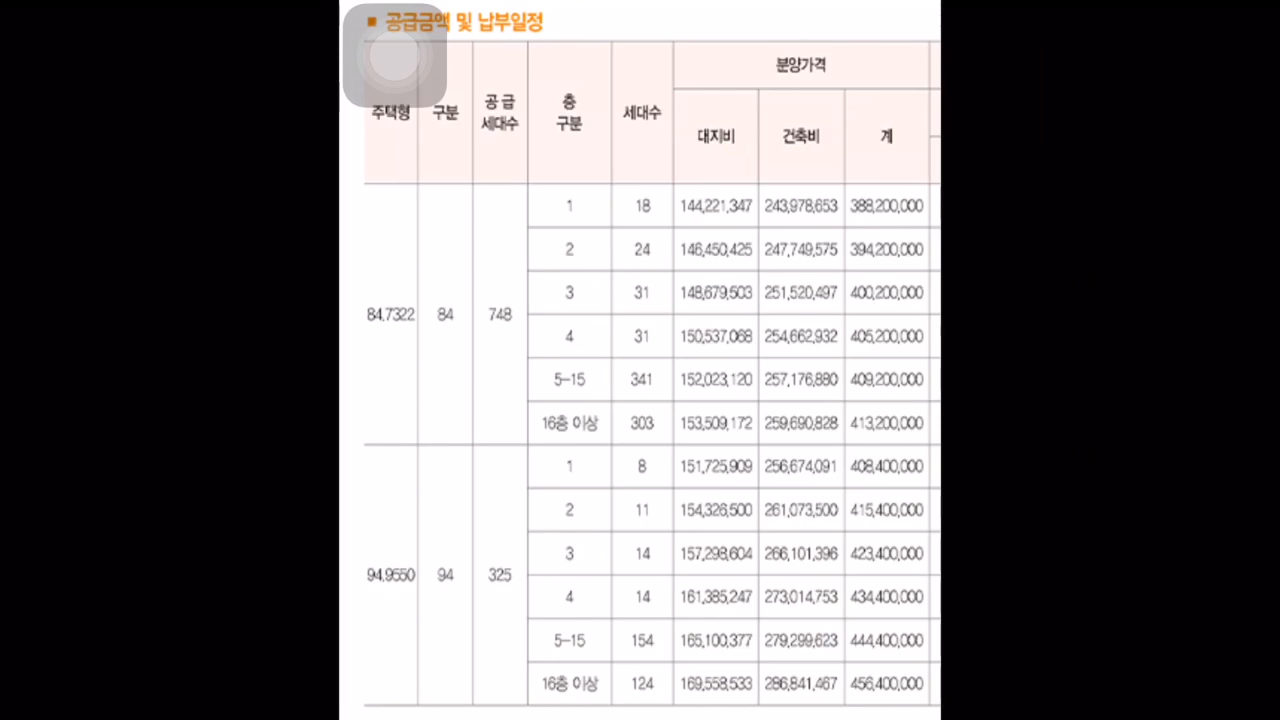 ■ 공급금액 및 납부일정
주택형 구분 공급 세대수 층 구분 세대수 분양가격
대지비 건축비 계
84.7322 84 748
1 18 144,221,347 243,978,653 388,200,000
2 24 146,450,425 247,749,575 394,200,000
3 31 148,679,503 251,520,497 400,200,000
4 31 150,537,068 254,662,932 405,200,000
5-15 341 152,023,120 257,176,880 409,200,000
16층 이상 303 153,509,172 259,690,828 413,200,000
94.9550 94 325
1 8 151,725,909 256,674,091 408,400,000
2 11 154,326,500 261,073,500 415,400,000
3 14 157,298,604 266,101,396 423,400,000
4 14 161,385,247 273,014,753 434,400,000
5-15 154 165,100,377 279,299,623 444,400,000
16층 이상 124 169,558,533 286,841,467 456,400,000